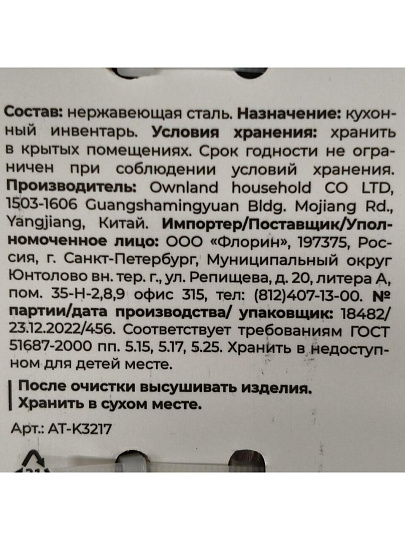 Состав: нержавеющая сталь. Назначение: кухон-
ный инвентарь. Условия хранения: хранить
в крытых помещениях. Срок годности не огра-
ничен при соблюдении условий хранения.
Производитель: Ownland household CO LTD,
1503-1606 Guangshamingyuan Bldg. Mojiang Rd.,
Yangjiang, Китай. Импортер/Поставщик/Упол-
номоченное лицо: ООО «Флорин», 197375, Рос-
сия, г. Санкт-Петербург, Муниципальный округ
Юнтолово вн. тер. г., ул. Репищева, д. 20, литера А,
пом. 35-Н-2,8,9 офис 315, тел: (812)407-13-00. №
партии/дата производства/ упаковщик: 18482/
23.12.2022/456. Соответствует требованиям ГОСТ
51687-2000 пп. 5.15, 5.17, 5.25. Хранить в недоступ-
ном для детей месте.
После очистки высушивать изделия.
Хранить в сухом месте.
Арт.: AT-K3217
21